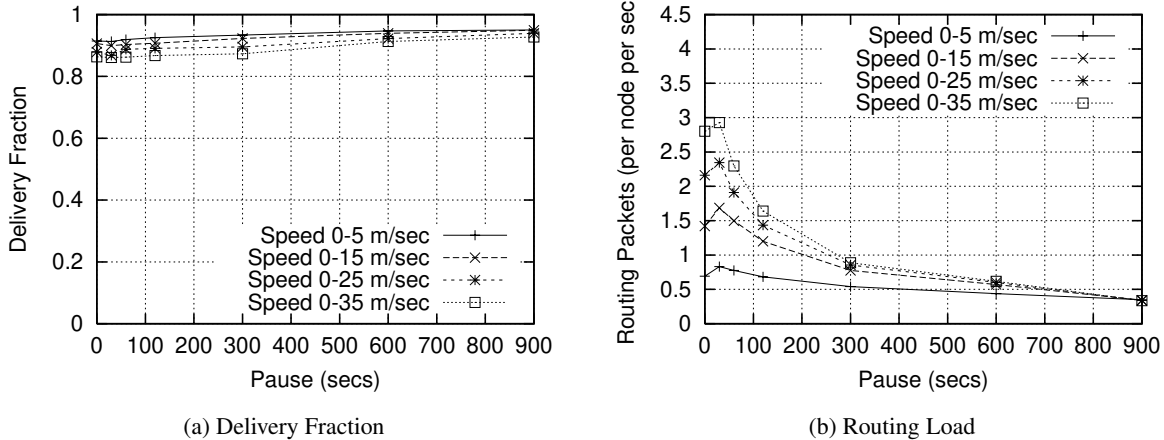 1
0.8
0.6
0.4
0.2
0
Delivery Fraction
Speed 0-5 m/sec
Speed 0-15 m/sec
Speed 0-25 m/sec
Speed 0-35 m/sec
0 100 200 300 400 500 600 700 800 900
Pause (secs)
(a) Delivery Fraction
4.5
4
3.5
3
2.5
2
1.5
1
0.5
0
Routing Packets (per node per sec)
Speed 0-5 m/sec
Speed 0-15 m/sec
Speed 0-25 m/sec
Speed 0-35 m/sec
0 100 200 300 400 500 600 700 800 900
Pause (secs)
(b) Routing Load